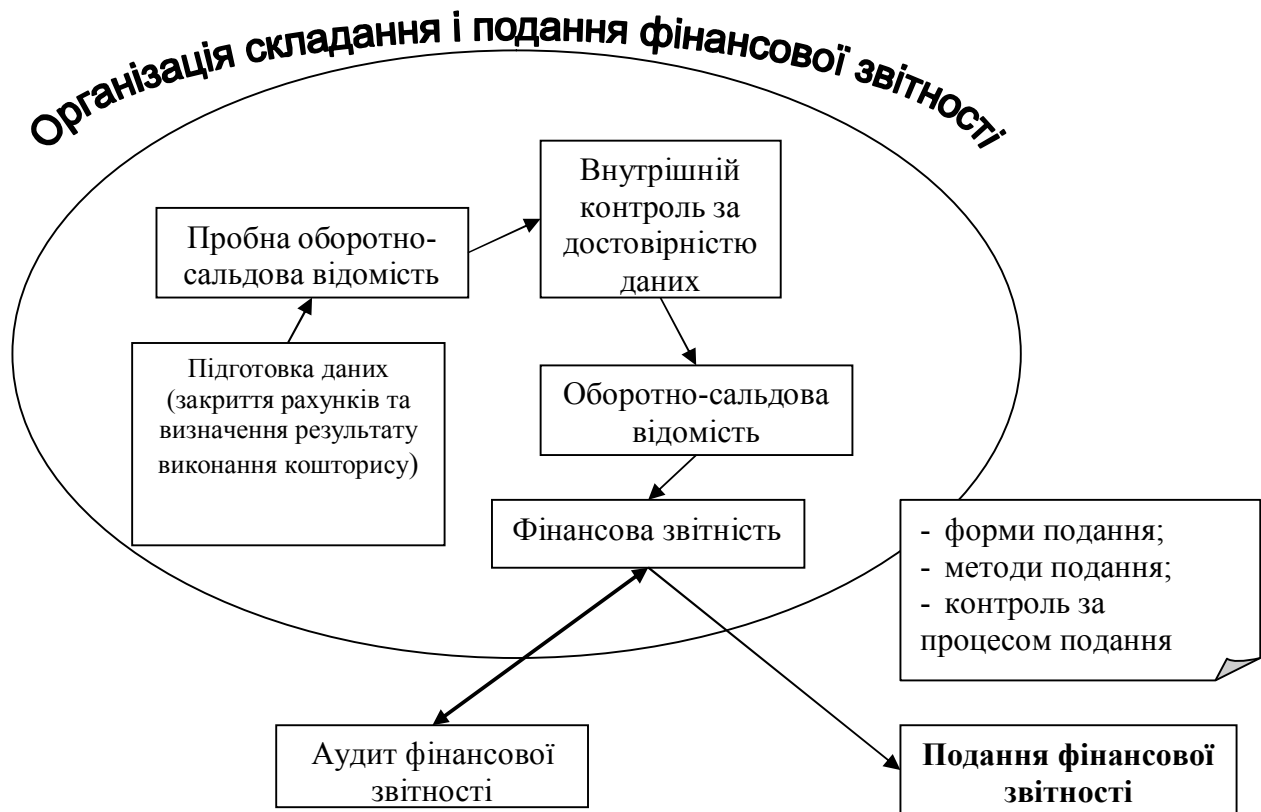 Організація складання і подання фінансової звітності
Внутрішній
контроль за
достовірністю
даних
Пробна оборотно-
сальдова відомість
Підготовка даних
(закриття рахунків та
визначення результату
виконання кошторису)
Оборотно-сальдова
відомість
Фінансова звітність
- форми подання;
- методи подання;
- контроль за
процесом подання
Аудит фінансової
звітності
Подання фінансової
звітності